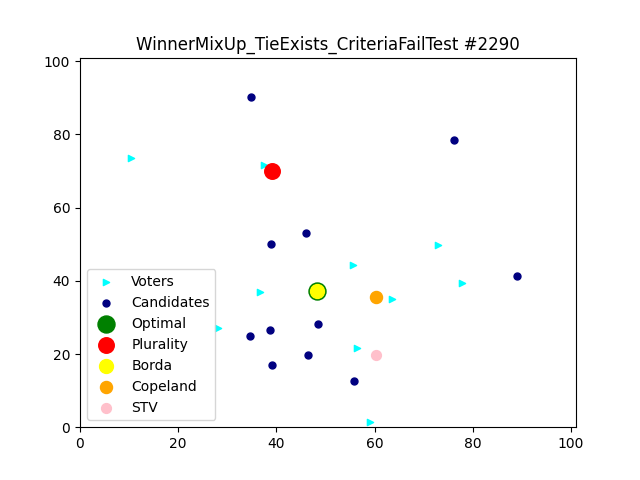 WinnerMixUp_TieExists_CriteriaFailTest #2290
100
80
60
40
20
0
Voters
Candidates
Optimal
Plurality
Borda
Copeland
STV
0 20 40 60 80 100